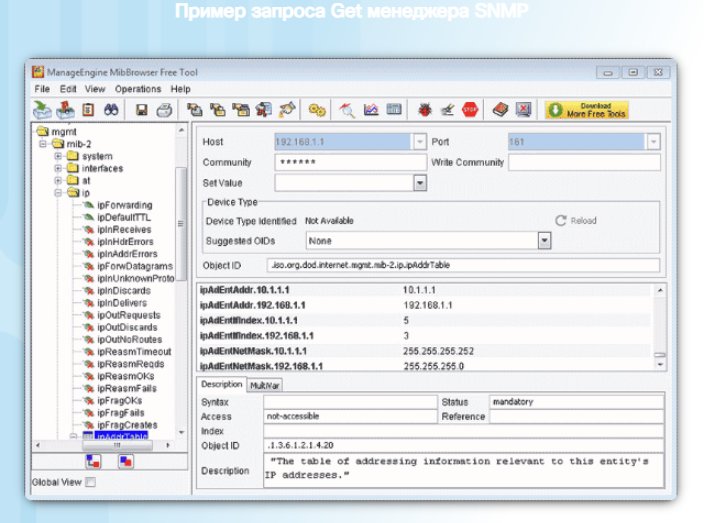 Пример запроса Get менеджера SNMP
ManageEngine MibBrowser Free Tool
File Edit View Operations Help
Download
More Free Tools
mgmt
mib-2
system
interfaces
at
ip
ipForwarding
ipDefaultTTL
ipInReceives
ipInHdrErrors
ipInAddrErrors
ipForwDatagrams
ipInUnknownProto
ipInDiscards
ipInDelivers
ipOutRequests
ipOutDiscards
ipOutNoRoutes
ipReasmTimeout
ipReasmReqds
ipReasmOKs
ipReasmFails
ipFragOKs
ipFragFails
ipFragCreates
ipAddrTable
Global View
Host 192.168.1.1 Port 161
Community ****** Write Community
Set Value
Device Type
Device Type Identified Not Available Reload
Suggested OIDs None
Object ID .iso.org.dod.internet.mgmt.mib-2.ip.ipAddrTable
ipAdEntAddr.10.1.1.1 10.1.1.1
ipAdEntAddr.192.168.1.1 192.168.1.1
ipAdEntIfIndex.10.1.1.1 5
ipAdEntIfIndex.192.168.1.1 3
ipAdEntNetMask.10.1.1.1 255.255.255.252
ipAdEntNetMask.192.168.1.1 255.255.255.0
Description MultiVar
Syntax Status mandatory
Access not-accessible Reference
Index
Object ID .1.3.6.1.2.1.4.20
Description "The table of addressing information relevant to this entity's
IP addresses."